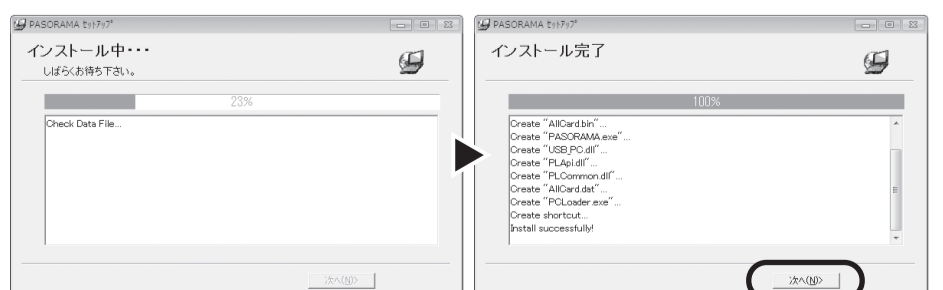 PASORAMA ｾｯﾄｱｯﾌﾟ
インストール中・・・
しばらくお待ち下さい。
23%
Check Data File...
次へ(N)>
PASORAMA ｾｯﾄｱｯﾌﾟ
インストール完了
100%
Create "AllCard.bin"...
Create "PASORAMA.exe"...
Create "USB_PC.dll"...
Create "PLApi.dll"...
Create "PLCommon.dll"...
Create "AllCard.dat"...
Create "PCLoader.exe"...
Create shortcut...
Install successfully!
次へ(N)>